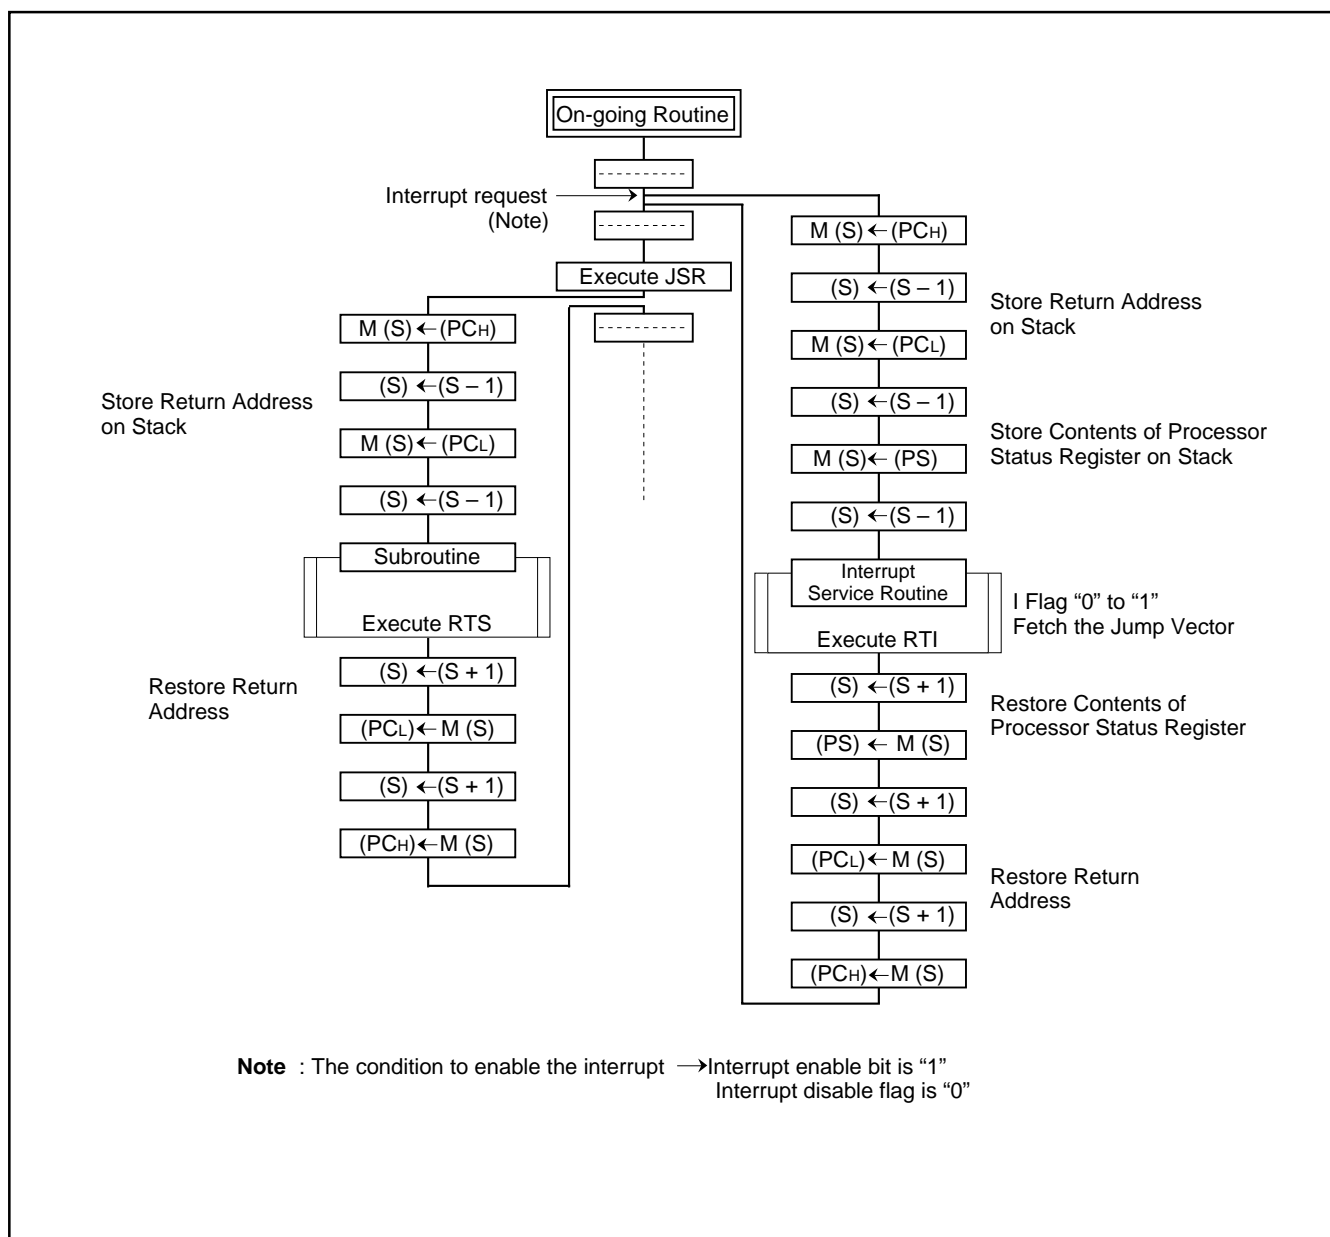 On-going Routine
Interrupt request
(Note)
Execute JSR
M (S) ← (PCH)
(S) ← (S – 1)
M (S) ← (PCL)
(S) ← (S – 1)
Store Return Address
on Stack
Subroutine
Execute RTS
(S) ← (S + 1)
(PCL) ← M (S)
(S) ← (S + 1)
(PCH) ← M (S)
Restore Return
Address
M (S) ← (PCH)
(S) ← (S – 1)
M (S) ← (PCL)
(S) ← (S – 1)
M (S) ← (PS)
(S) ← (S – 1)
Store Return Address
on Stack
Store Contents of Processor
Status Register on Stack
Interrupt
Service Routine
Execute RTI
I Flag “0” to “1”
Fetch the Jump Vector
(S) ← (S + 1)
(PS) ← M (S)
(S) ← (S + 1)
(PCL) ← M (S)
(S) ← (S + 1)
(PCH) ← M (S)
Restore Contents of
Processor Status Register
Restore Return
Address
Note : The condition to enable the interrupt → Interrupt enable bit is “1”
Interrupt disable flag is “0”